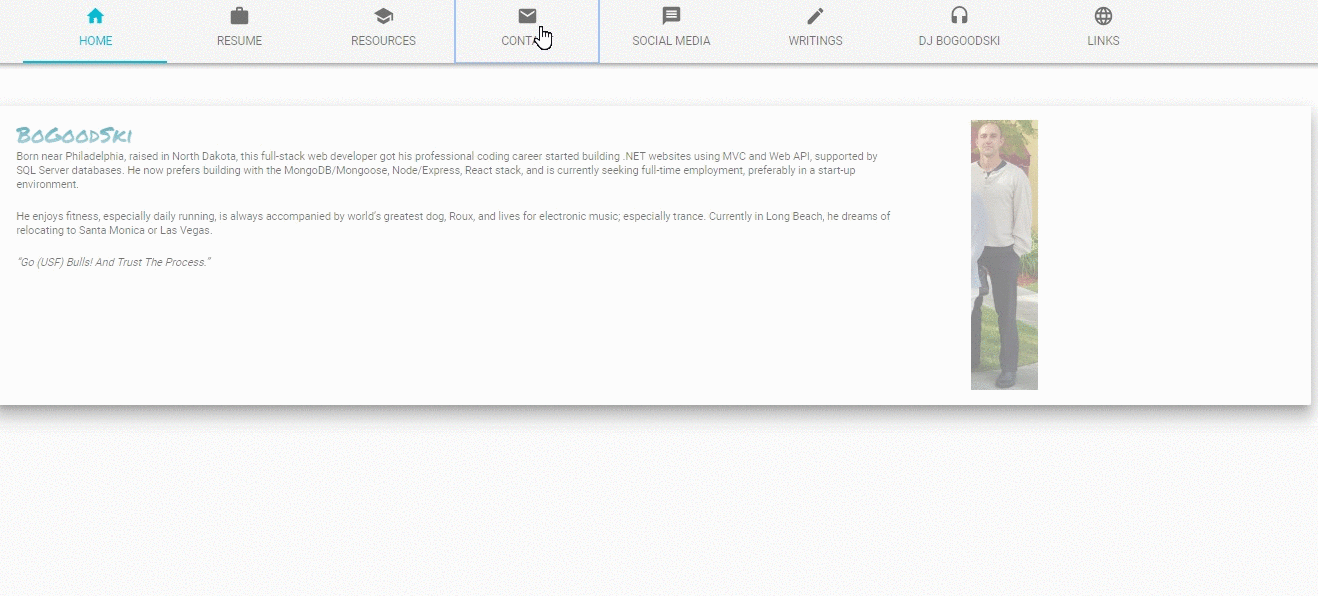 HOME RESUME RESOURCES CONTA SOCIAL MEDIA WRITINGS DJ BOGOODSKI LINKS
BoGoodSki
Born near Philadelphia, raised in North Dakota, this full-stack web developer got his professional coding career started building .NET websites using MVC and Web API, supported by
SQL Server databases. He now prefers building with the MongoDB/Mongoose, Node/Express, React stack, and is currently seeking full-time employment, preferably in a start-up
environment.
He enjoys fitness, especially daily running, is always accompanied by world's greatest dog, Roux, and lives for electronic music; especially trance. Currently in Long Beach, he dreams of
relocating to Santa Monica or Las Vegas.
"Go (USF) Bulls! And Trust The Process."